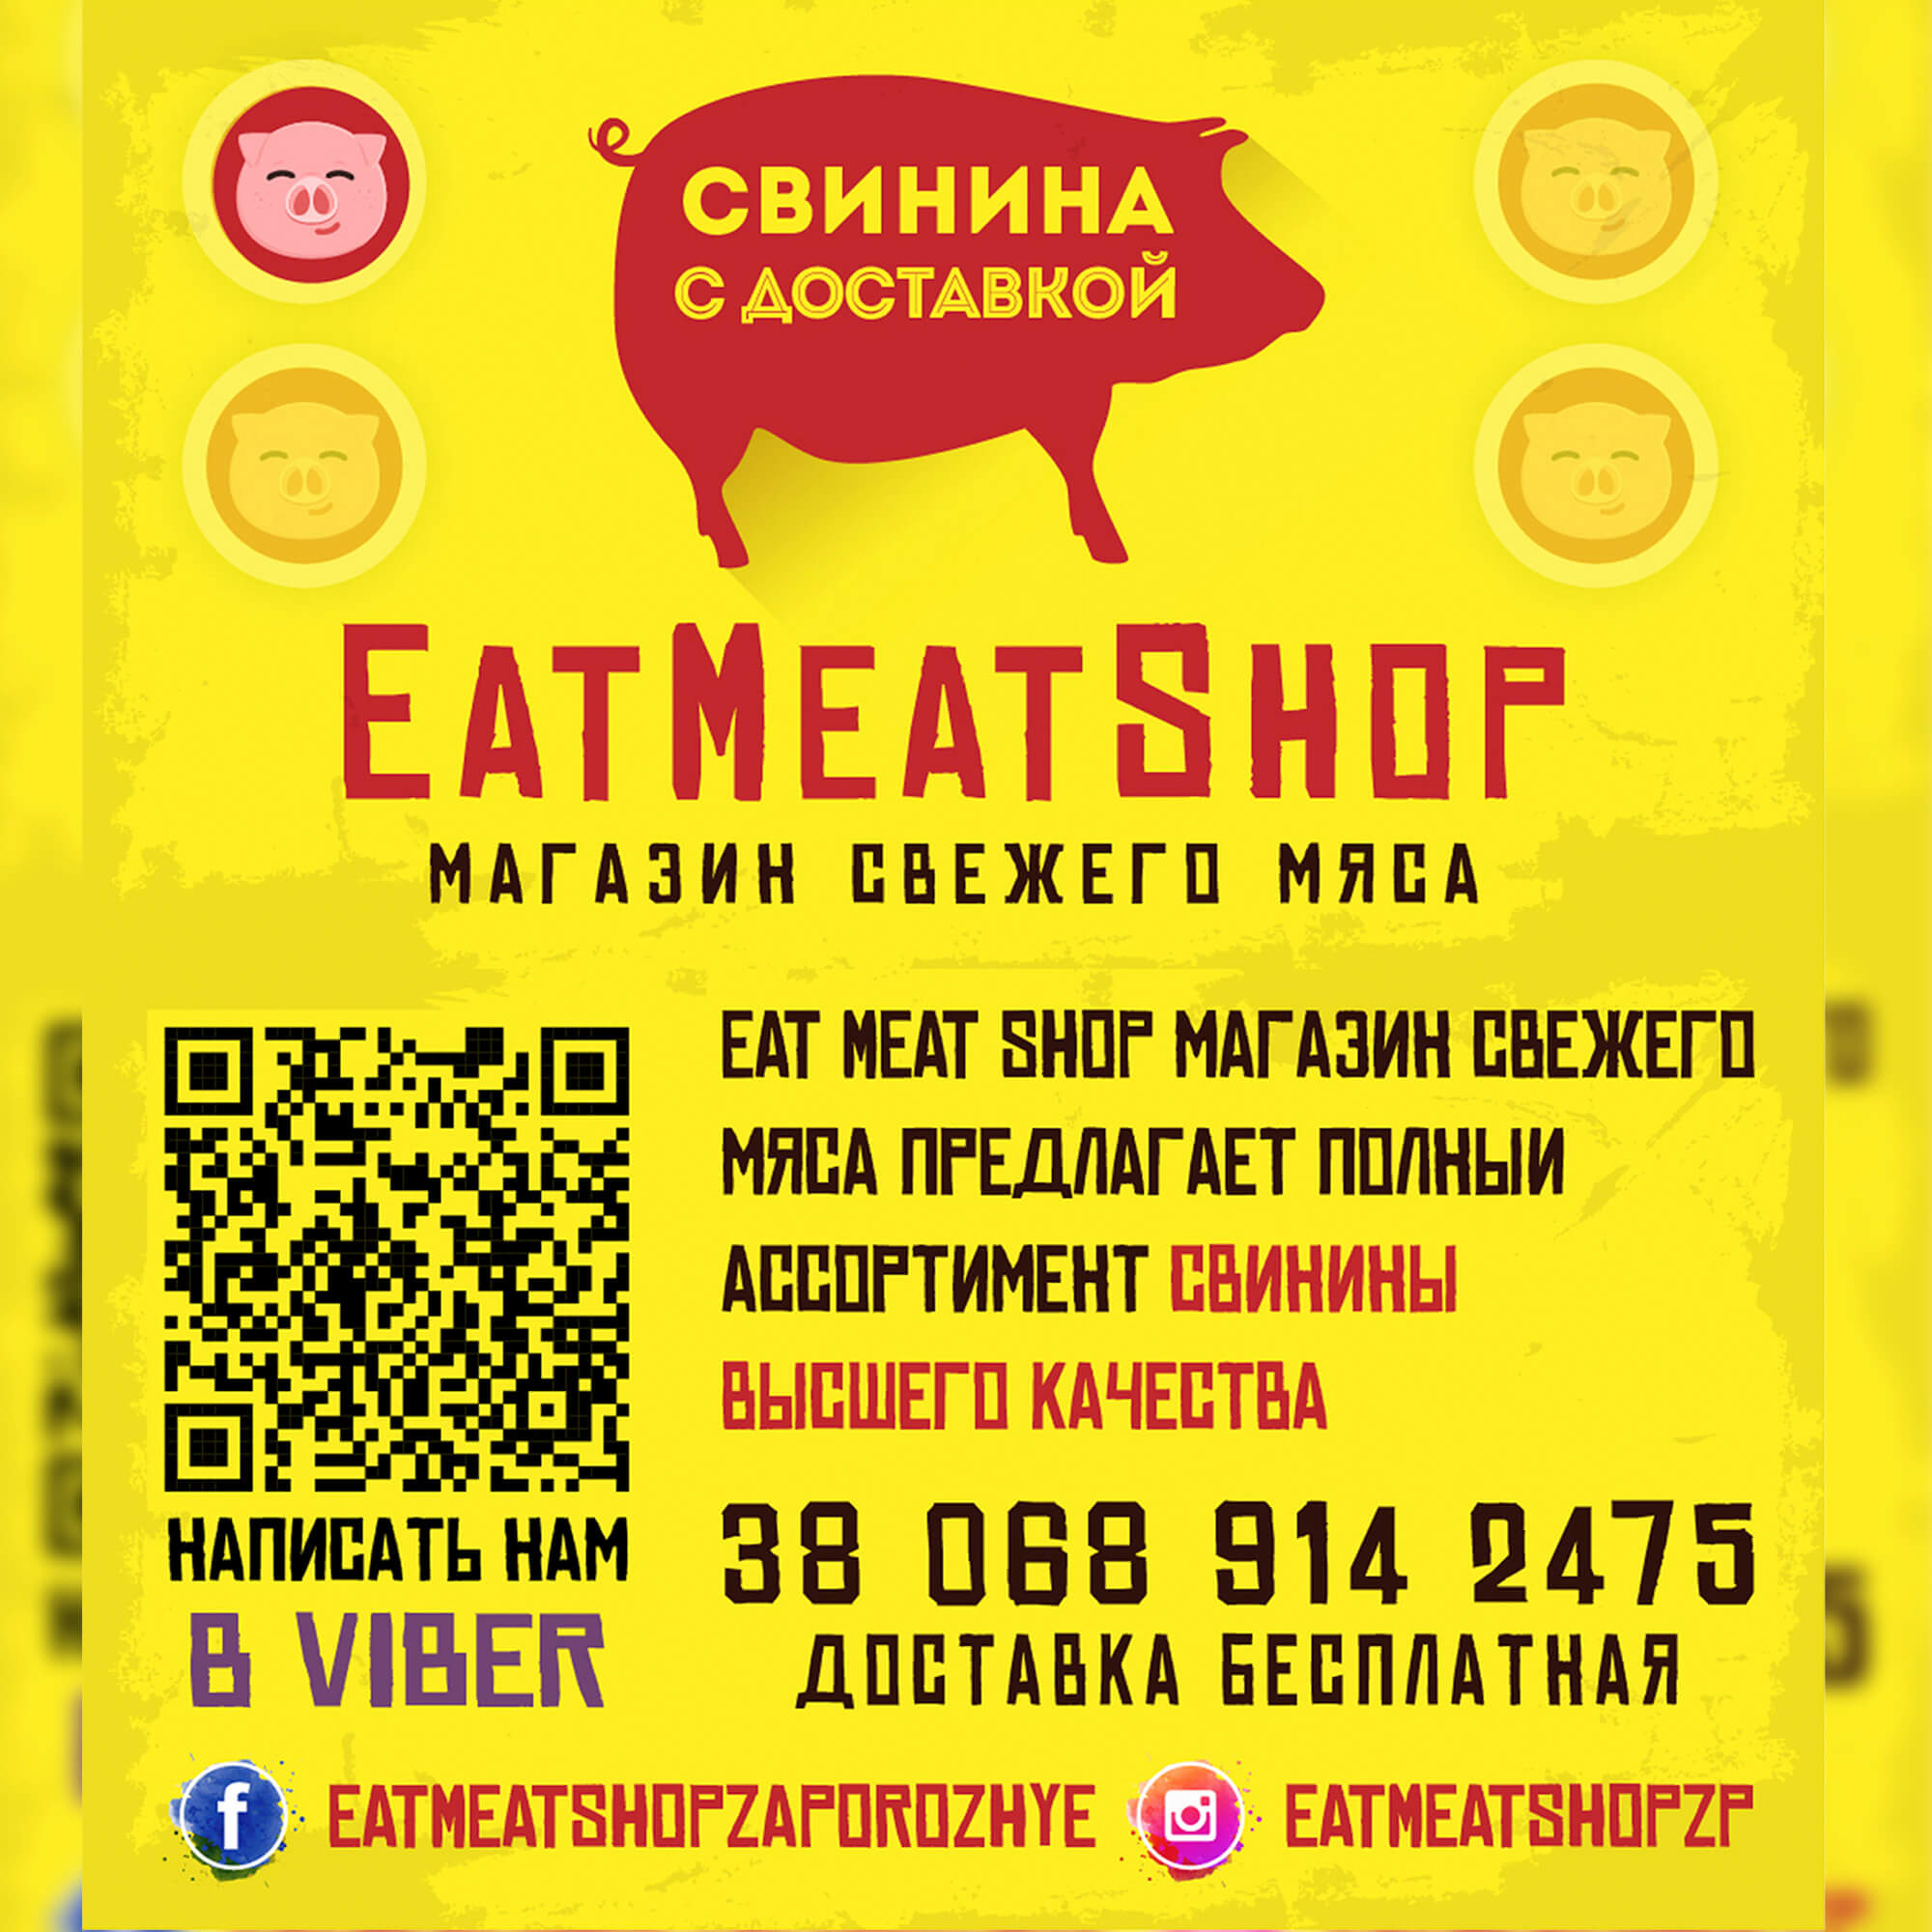 СВИНИНА
С ДОСТАВКОЙ
EATMEATSHOP
МАГАЗИН СВЕЖЕГО МЯСА
EAT MEAT SHOP МАГАЗИН СВЕЖЕГО
МЯСА ПРЕДЛАГАЕТ ПОЛНЫИ
АССОРТИМЕНТ СВИНИНЫ
ВЫСШЕГО КАЧЕСТВА
38 068 914 2475
ДОСТАВКА БЕСПЛАТНАЯ
НАПИСАТЬ НАМ
В VIBER
EATMEATSHOPZAPOROZHYE
EATMEATSHOPZP